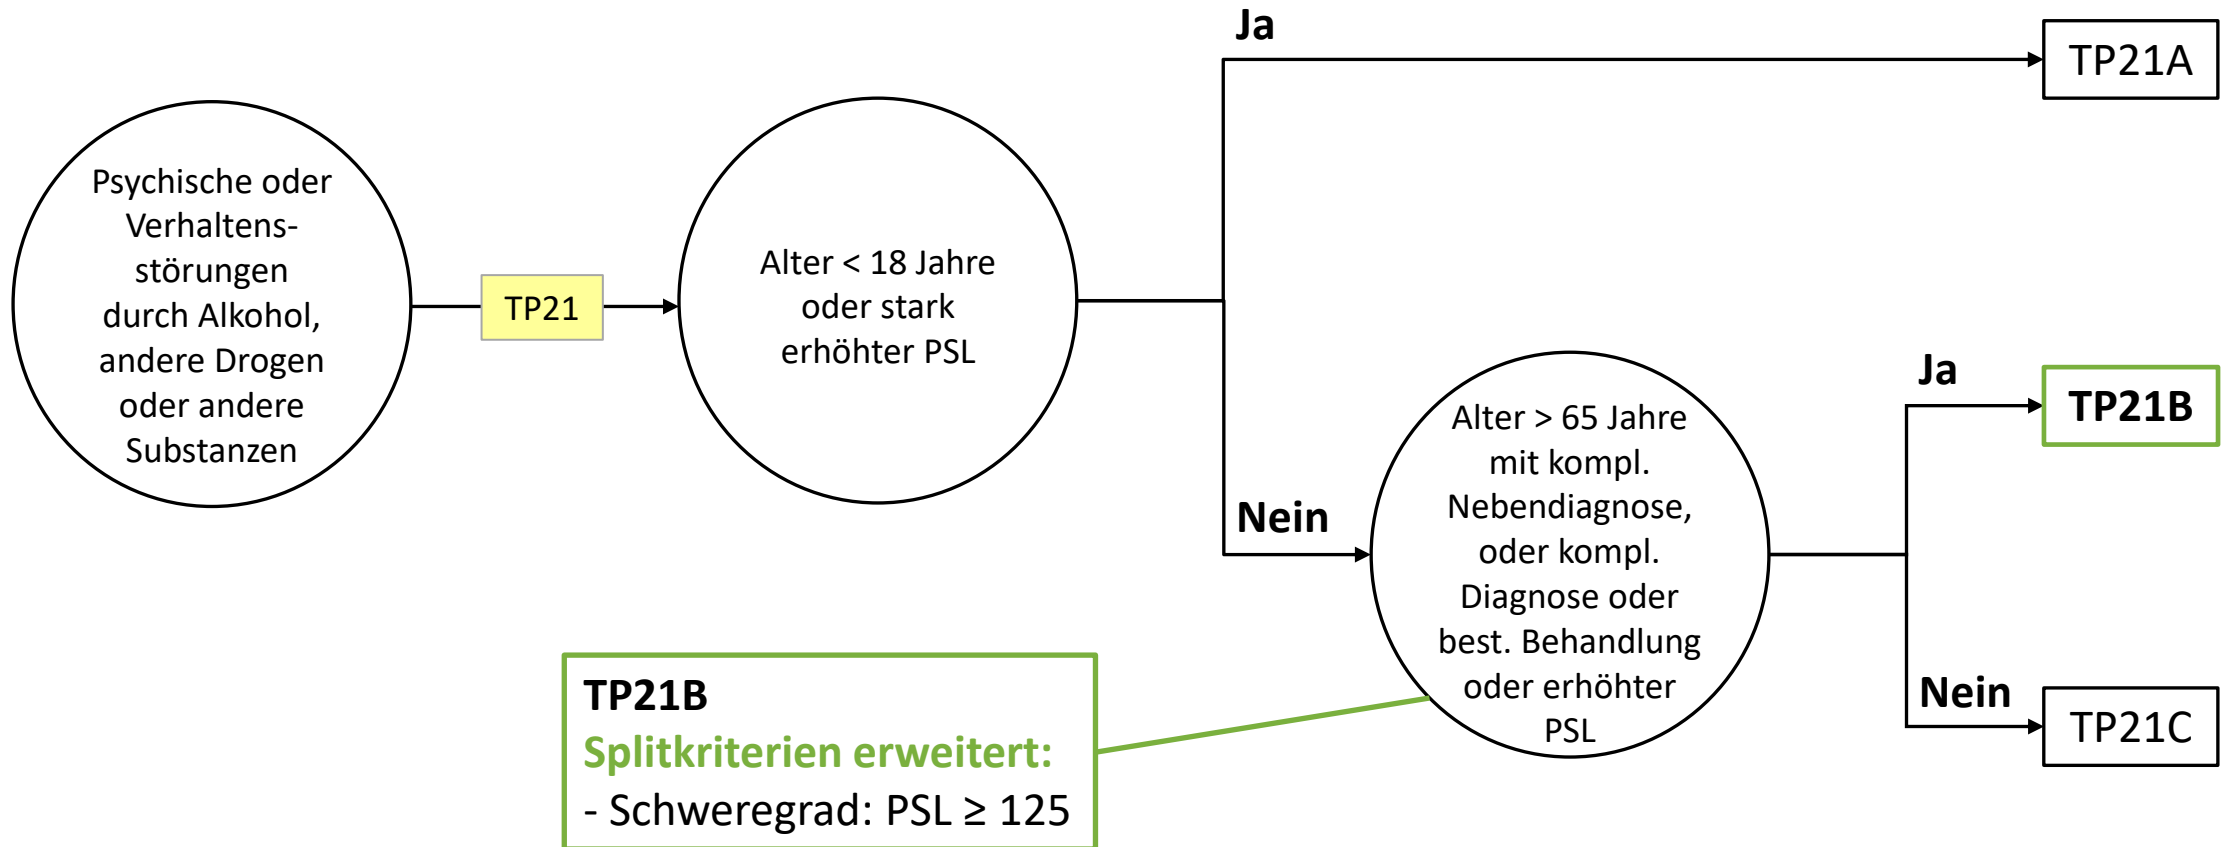 Psychische oder
Verhaltens-
störungen
durch Alkohol,
andere Drogen
oder andere
Substanzen
TP21
Alter < 18 Jahre
oder stark
erhöhter PSL
Ja
TP21A
Nein
Alter > 65 Jahre
mit kompl.
Nebendiagnose,
oder kompl.
Diagnose oder
best. Behandlung
oder erhöhter
PSL
Ja
TP21B
Nein
TP21C
TP21B
Splitkriterien erweitert:
- Schweregrad: PSL ≥ 125